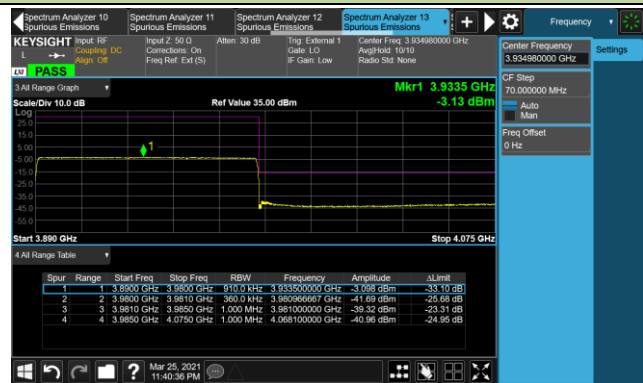 Spectrum Analyzer 10 Spectrum Analyzer 11 Spectrum Analyzer 12 Spectrum Analyzer 13 Frequency
Spurious Emissions Spurious Emissions Spurious Emissions Spurious Emissions
KEYSIGHT Input: RF Input Z: 50 Ω Atten: 30 dB Trig: External 1 Center Freq: 3.934980000 GHz
L Coupling: DC Corrections: On Gate: LO Avg|Hold: 10/10
Align: Off Freq Ref: Ext (S) IF Gain: Low Radio Std: None
LXI PASS
Center Frequency Settings
3.934980000 GHz
CF Step
70.000000 MHz
Auto
Man
Freq Offset
0 Hz
3 All Range Graph Mkr1 3.9335 GHz
Scale/Div 10.0 dB Ref Value 35.00 dBm -3.13 dBm
Log
25.0
15.0
5.00
-5.00
-15.0
-25.0
-35.0
-45.0
-55.0
1
Start 3.890 GHz Stop 4.075 GHz
4 All Range Table
Spur Range Start Freq Stop Freq RBW Frequency Amplitude ΔLimit
1 1 3.8900 GHz 3.9800 GHz 910.0 kHz 3.933500000 GHz -3.098 dBm -33.10 dB
2 2 3.9800 GHz 3.9810 GHz 360.0 kHz 3.980966667 GHz -41.69 dBm -25.68 dB
3 3 3.9810 GHz 3.9850 GHz 1.000 MHz 3.981000000 GHz -39.32 dBm -23.31 dB
4 4 3.9850 GHz 4.0750 GHz 1.000 MHz 4.068100000 GHz -40.96 dBm -24.95 dB
Mar 25, 2021
11:40:36 PM